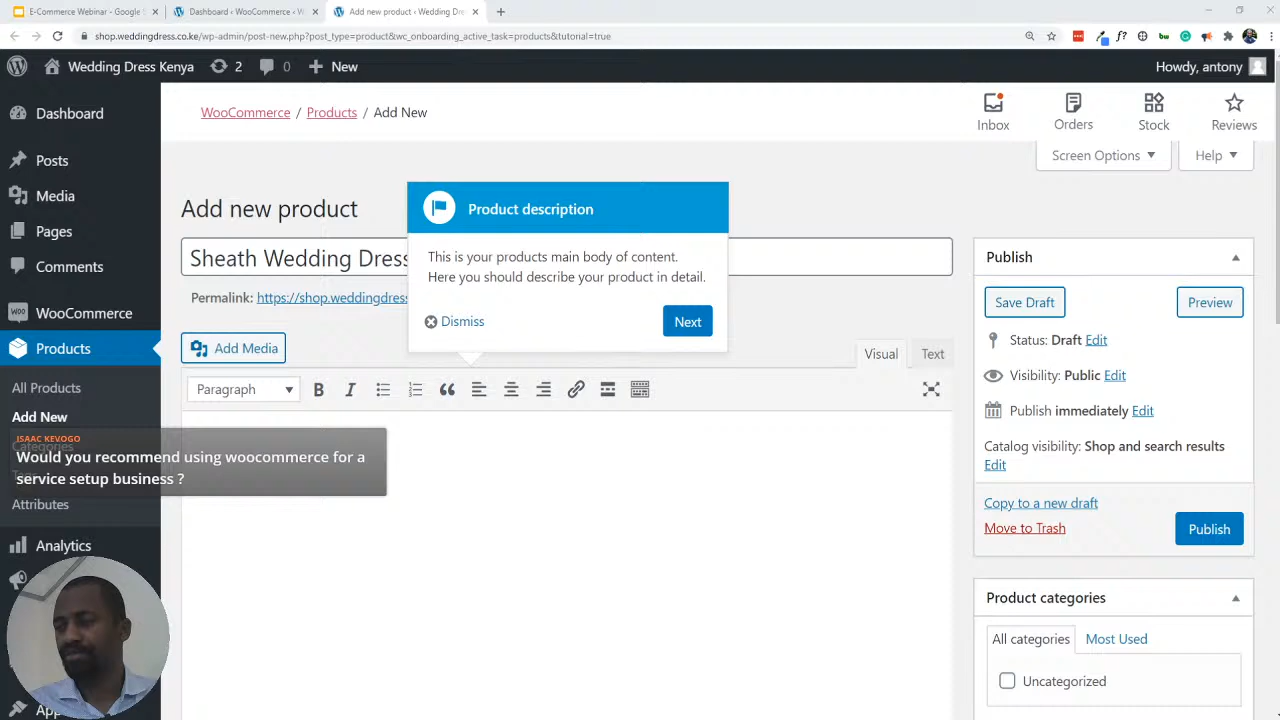 E-Commerce Webinar - Google S
Dashboard ‹ WooCommerce ‹ W
Add new product ‹ Wedding Dre
shop.weddingdress.co.ke/wp-admin/post-new.php?post_type=product&wc_onboarding_active_task=products&tutorial=true
Wedding Dress Kenya
2
0
New
Howdy, antony
Dashboard
Posts
Media
Pages
Comments
WooCommerce
Products
All Products
Add New
Categories
Attributes
Analytics
WooCommerce / Products / Add New
Inbox
Orders
Stock
Reviews
Screen Options
Help
Add new product
Sheath Wedding Dress
Permalink: https://shop.weddingdress
Product description
This is your products main body of content.
Here you should describe your product in detail.
Dismiss
Next
Add Media
Visual
Text
Paragraph
B
I
ISAAC KEVOGO
Would you recommend using woocommerce for a
service setup business ?
Publish
Save Draft
Preview
Status: Draft Edit
Visibility: Public Edit
Publish immediately Edit
Catalog visibility: Shop and search results
Edit
Copy to a new draft
Move to Trash
Publish
Product categories
All categories
Most Used
Uncategorized